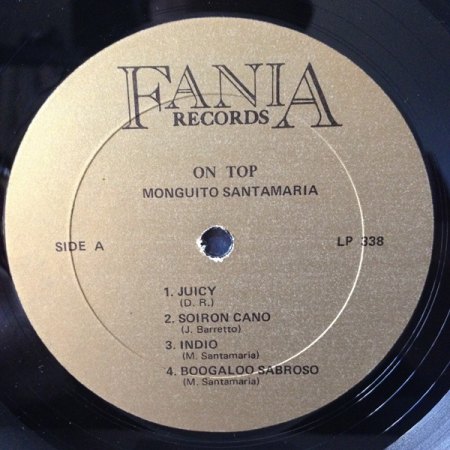 FANIA
RECORDS
ON TOP
MONGUITO SANTAMARIA
SIDE A
LP 338
1. JUICY
(D. R.)
2. SOIRON CANO
(J. Barretto)
3. INDIO
(M. Santamaria)
4. BOOGALOO SABROSO
(M. Santamaria)